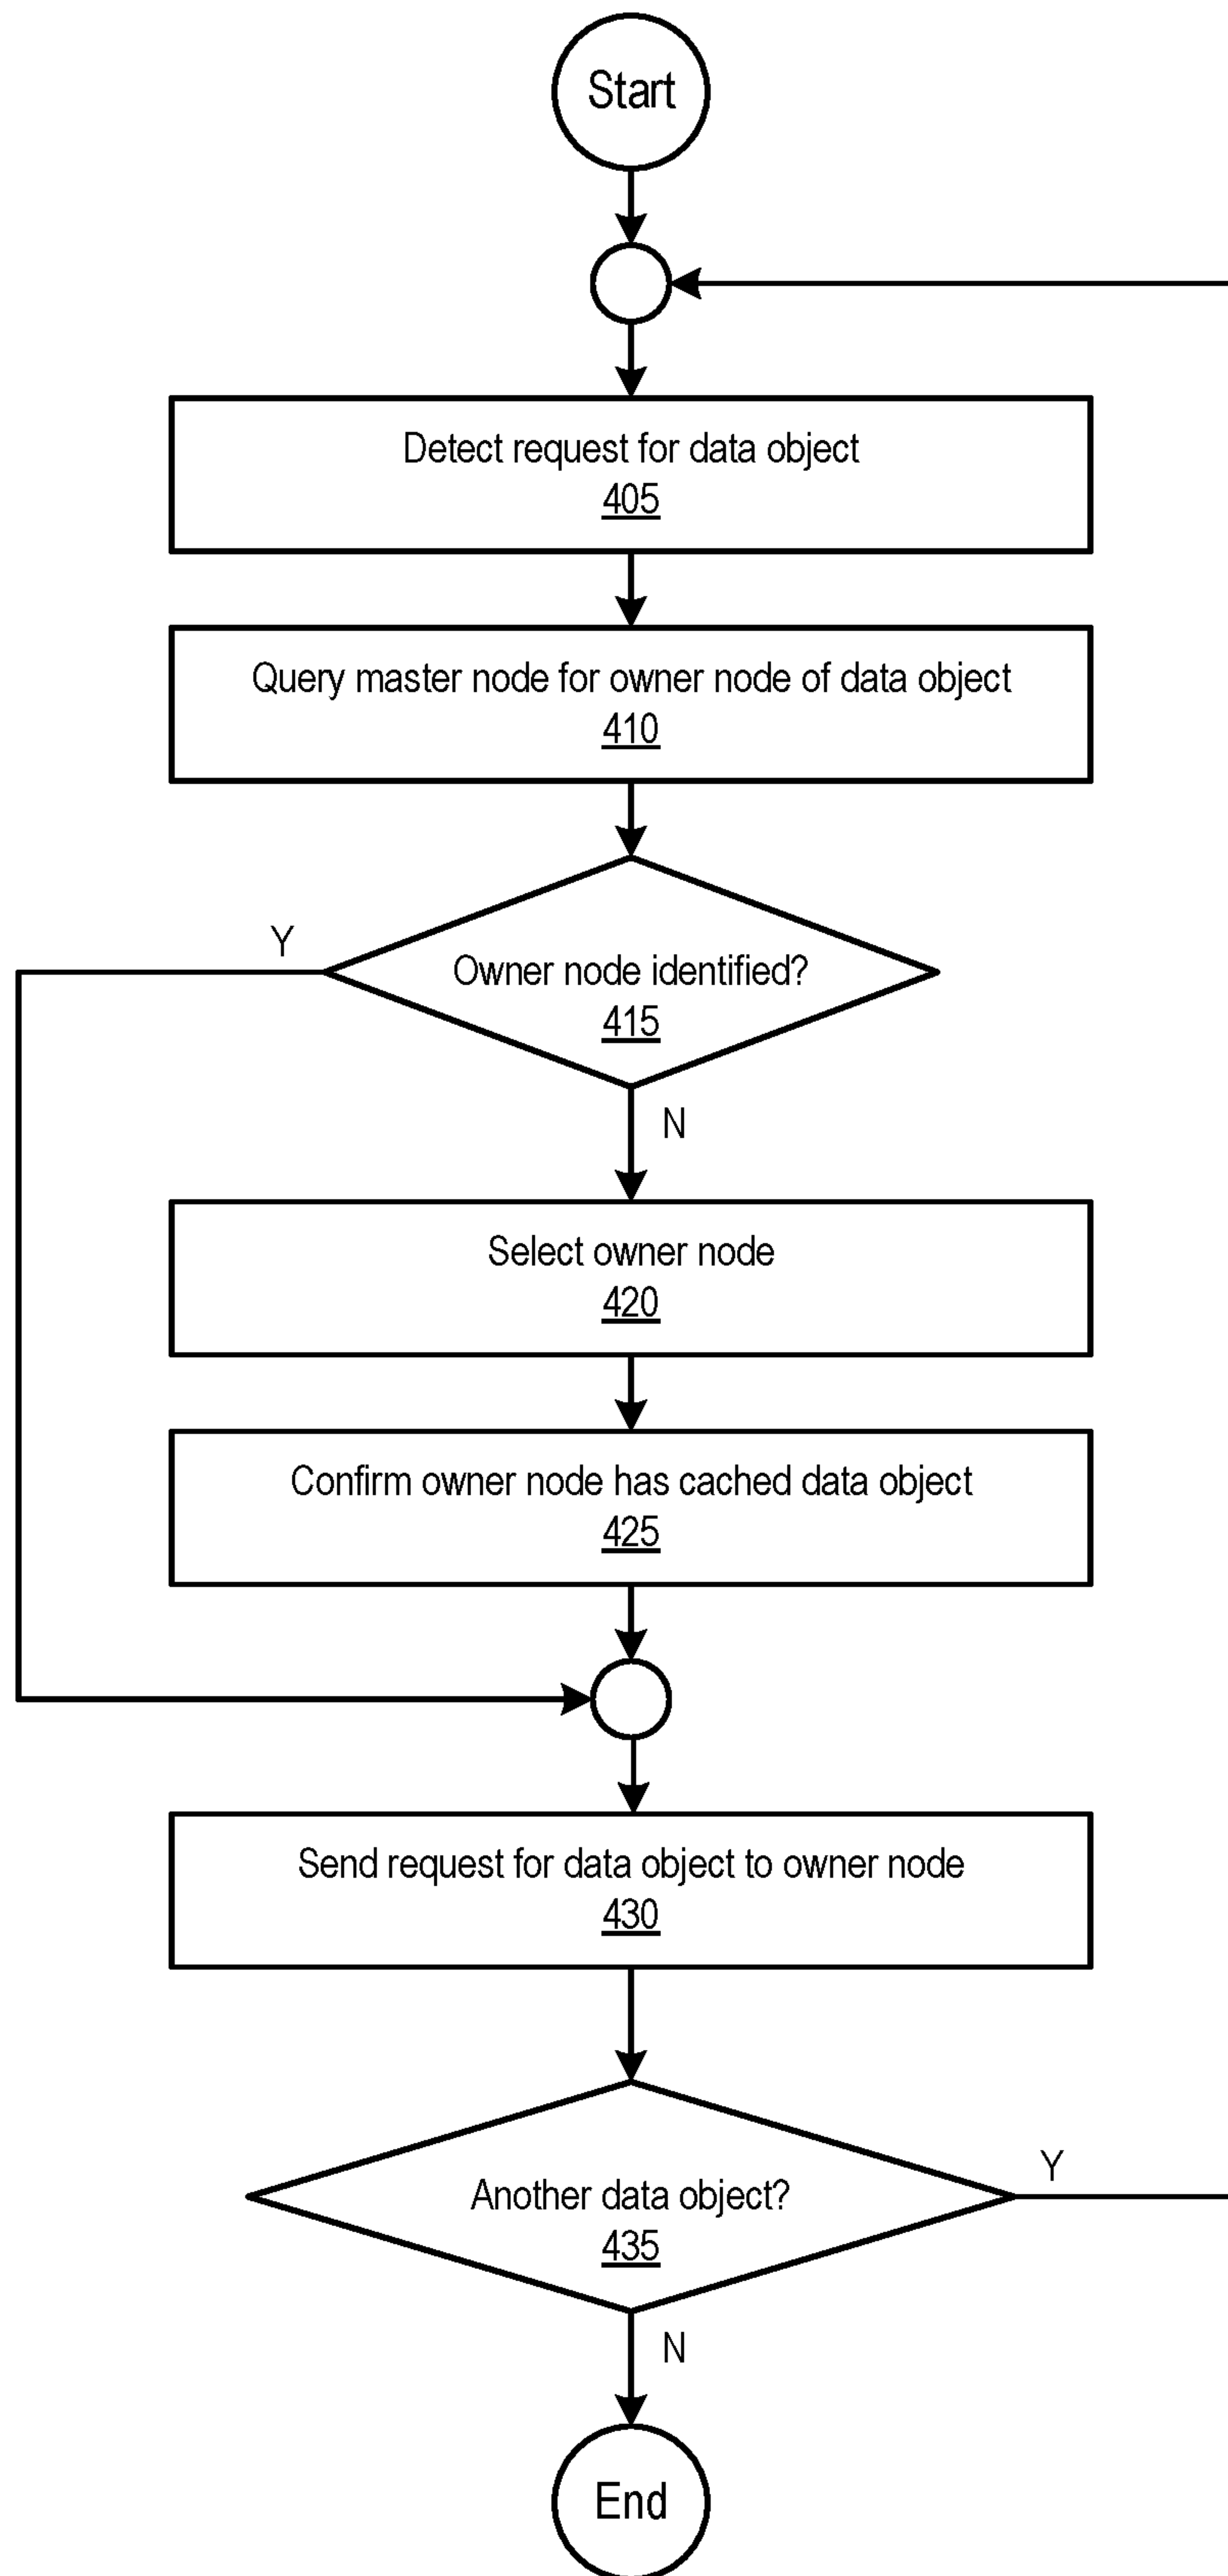 Start
Detect request for data object
405
Query master node for owner node of data object
410
Y
Owner node identified?
415
N
Select owner node
420
Confirm owner node has cached data object
425
Send request for data object to owner node
430
Y
Another data object?
435
N
End